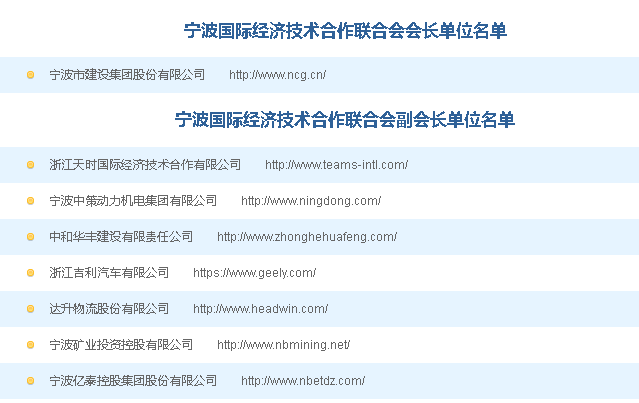 宁波国际经济技术合作联合会会长单位名单
宁波市建设集团股份有限公司 http://www.ncg.cn/
宁波国际经济技术合作联合会副会长单位名单
浙江天时国际经济技术合作有限公司 http://www.teams-intl.com/
宁波中策动力机电集团有限公司 http://www.ningdong.com/
中和华丰建设有限责任公司 http://www.zhonghehuafeng.com/
浙江吉利汽车有限公司 https://www.geely.com/
达升物流股份有限公司 http://www.headwin.com/
宁波矿业投资控股有限公司 http://www.nbmining.net/
宁波亿泰控股集团股份有限公司 http://www.nbetdz.com/